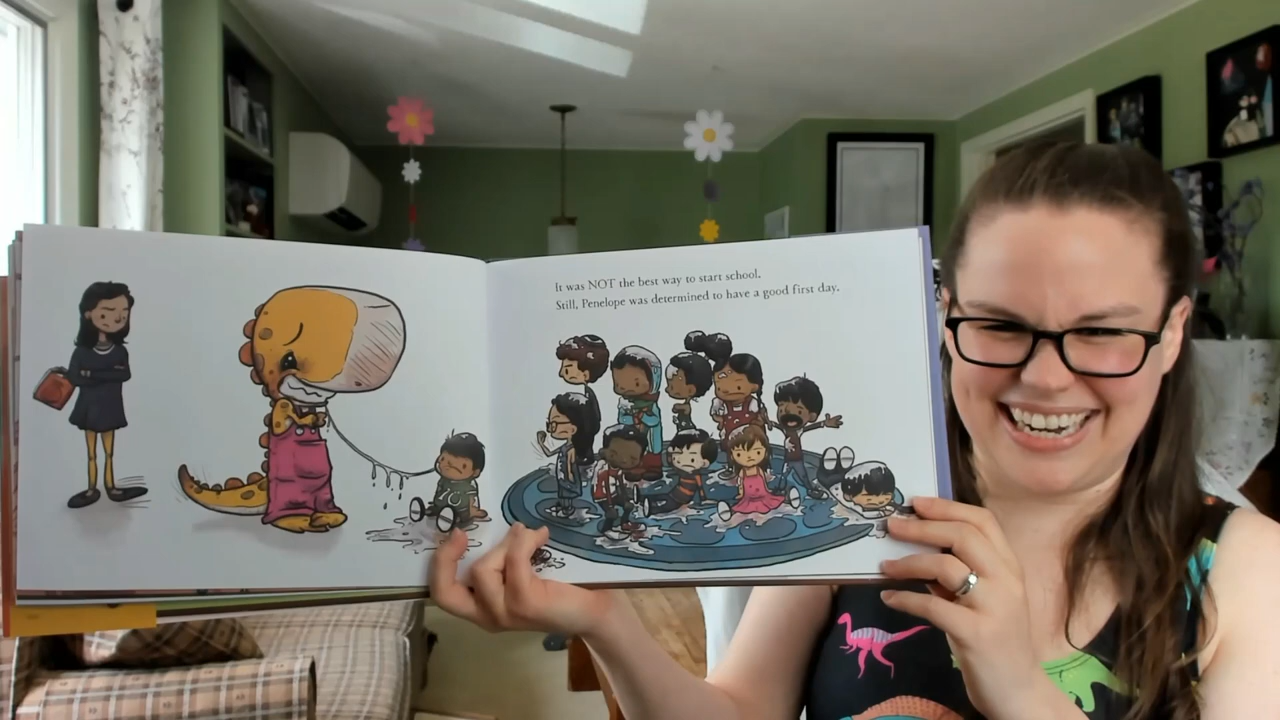 It was NOT the best way to start school.
Still, Penelope was determined to have a good first day.